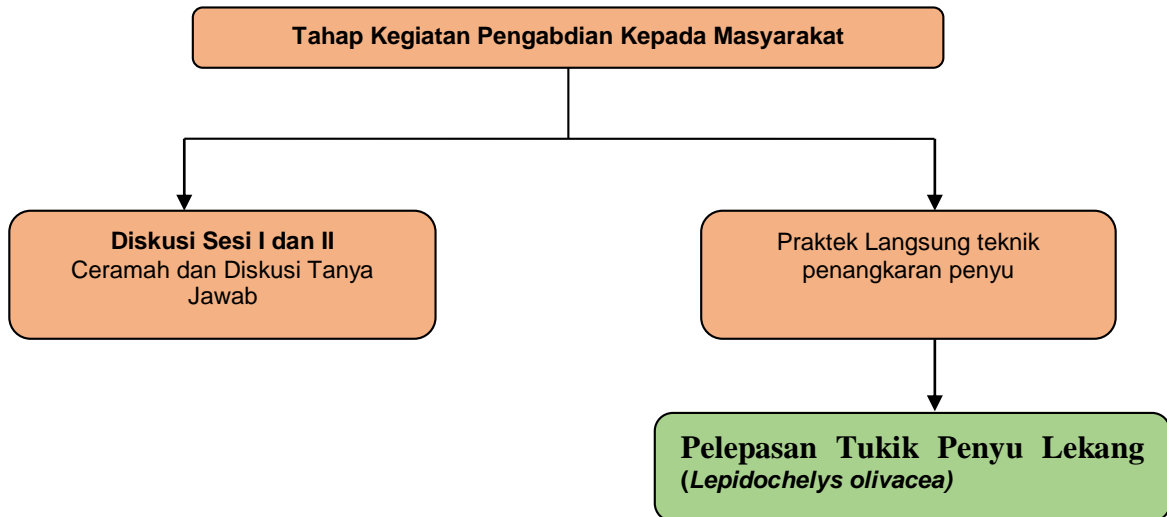 Tahap Kegiatan Pengabdian Kepada Masyarakat
Diskusi Sesi I dan II
Ceramah dan Diskusi Tanya
Jawab
Praktek Langsung teknik
penangkaran penyu
Pelepasan Tukik Penyu Lekang
(Lepidochelys olivacea)